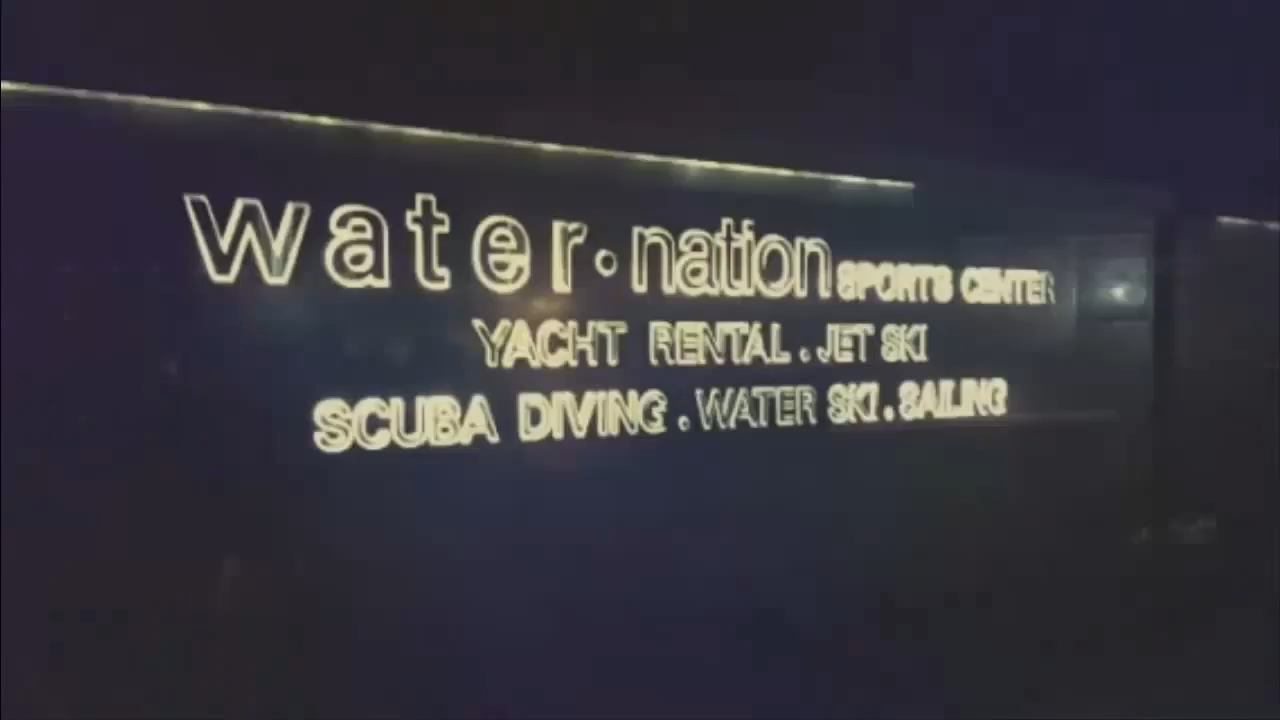 water·nation SPORTS CENTER
YACHT RENTAL . JET SKI
SCUBA DIVING . WATER SKI . SAILING